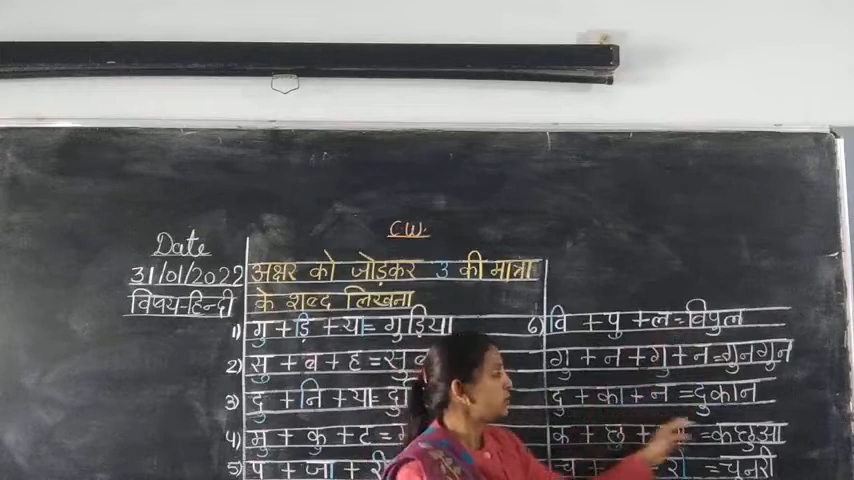 C.W.
Date
31/01/2022
विषय-हिन्दी
अक्षर को जोड़कर उ की मात्रा
के शब्द लिखना
1) गु + ड़ि + या = गुड़िया
2) सु + ब + ह =
3) दु + नि + या =
4) मु + कु + ट =
5) प + जा +
6) वि + पु + ल = विपुल
गु + न + गु + न = गुनगुन
दु + का + न = दुकान
क + छु + = कछुआ
च + री = चुनरी